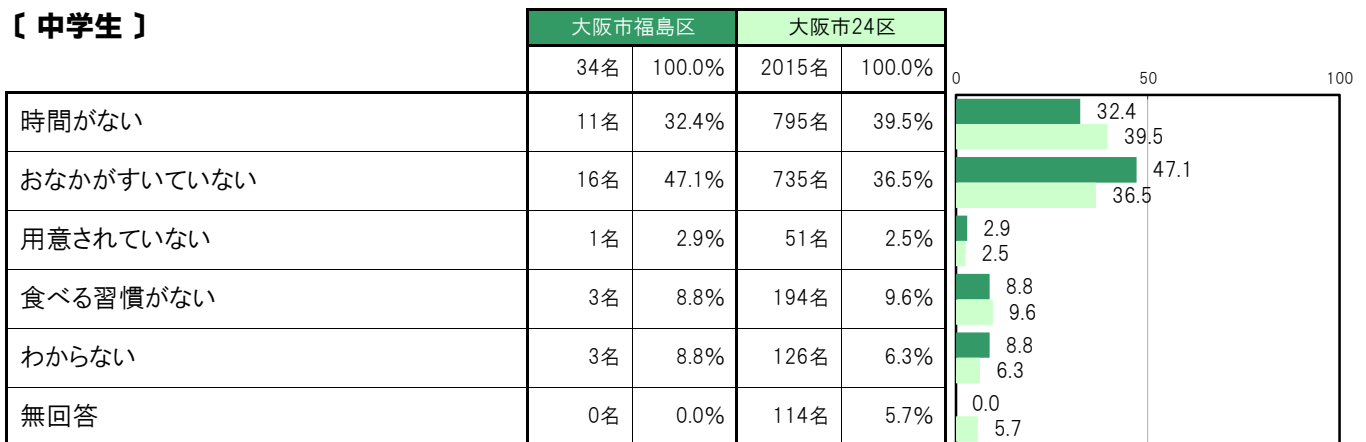 〔 中学生 〕
大阪市福島区 大阪市24区
34名 100.0% 2015名 100.0%
0 50 100
時間がない 11名 32.4% 795名 39.5%
32.4
39.5
おなかがすいていない 16名 47.1% 735名 36.5%
47.1
36.5
用意されていない 1名 2.9% 51名 2.5%
2.9
2.5
食べる習慣がない 3名 8.8% 194名 9.6%
8.8
9.6
わからない 3名 8.8% 126名 6.3%
8.8
6.3
無回答 0名 0.0% 114名 5.7%
0.0
5.7